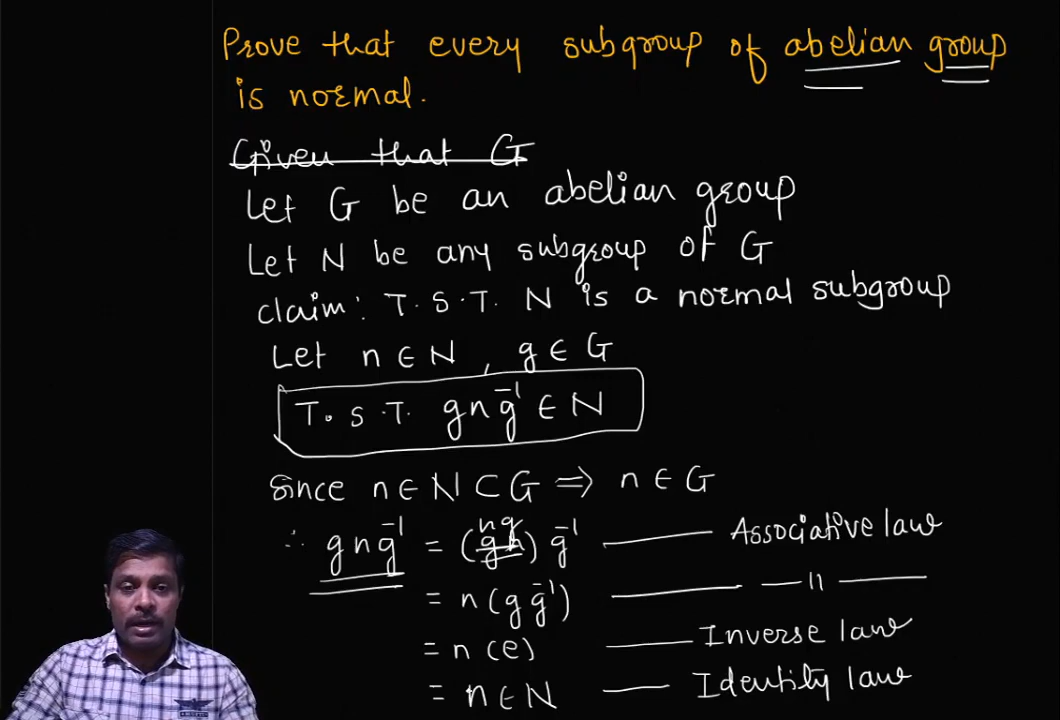 Prove that every subgroup of abelian group
is normal.
Given that G
Let G be an abelian group
Let N be any subgroup of G
claim: T.S.T. N is a normal subgroup
Let n ∈ N, g ∈ G
T.S.T. gng⁻¹ ∈ N
Since n ∈ N ⊂ G ⇒ n ∈ G
∴ gng⁻¹ = (ng) g⁻¹ —— Associative law
= n(g g⁻¹) —— —11—
= n(e) —— Inverse law
= n ∈ N —— Identity law